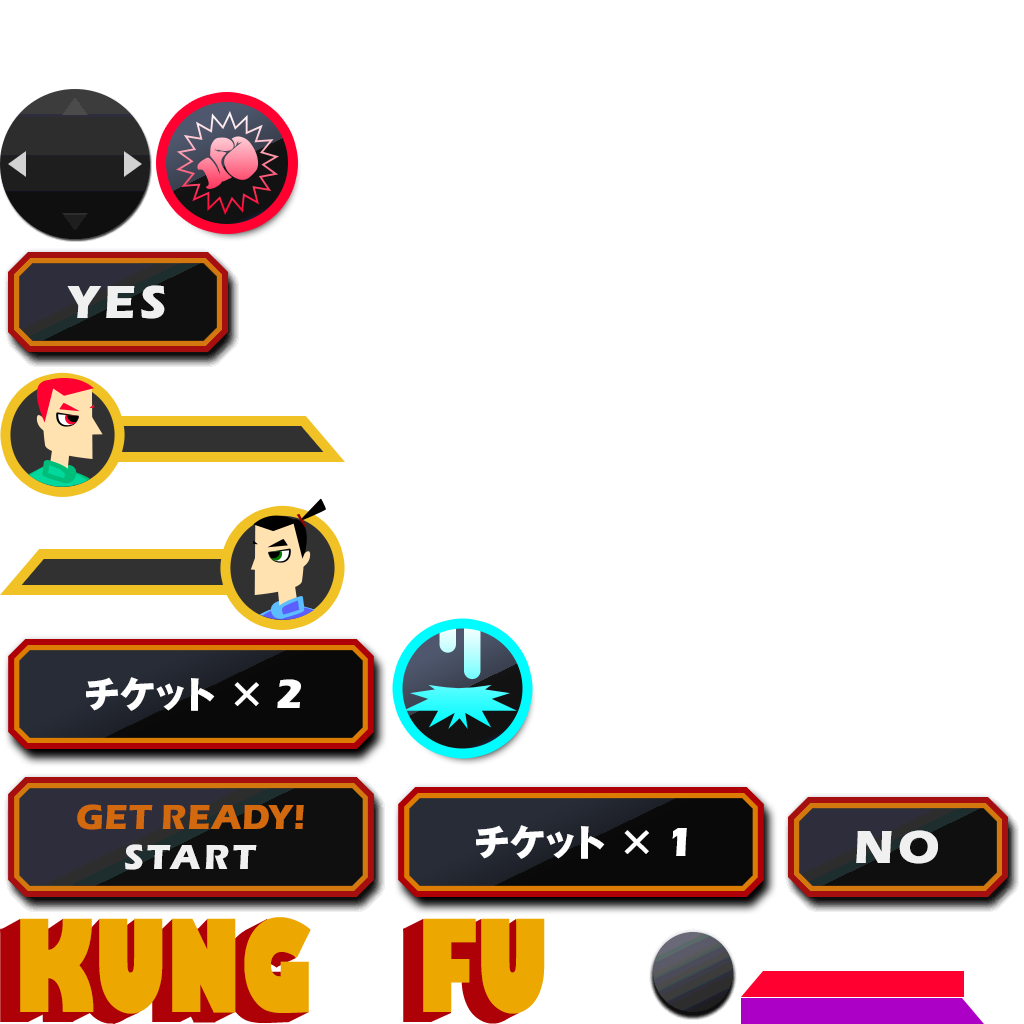 YES
チケット × 2
GET READY!
START
チケット × 1
NO
KUNG FU